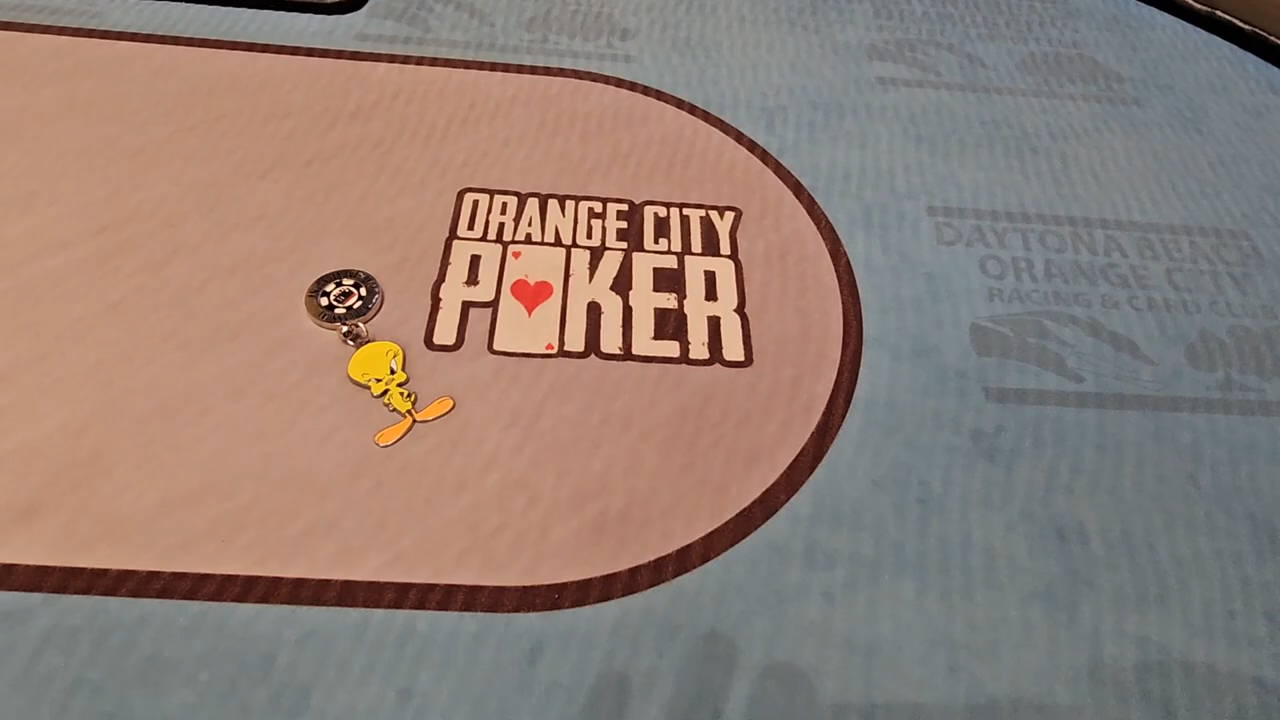 ORANGE CITY
POKER
DAYTONA BEACH
ORANGE CITY
RACING & CARD CLUB